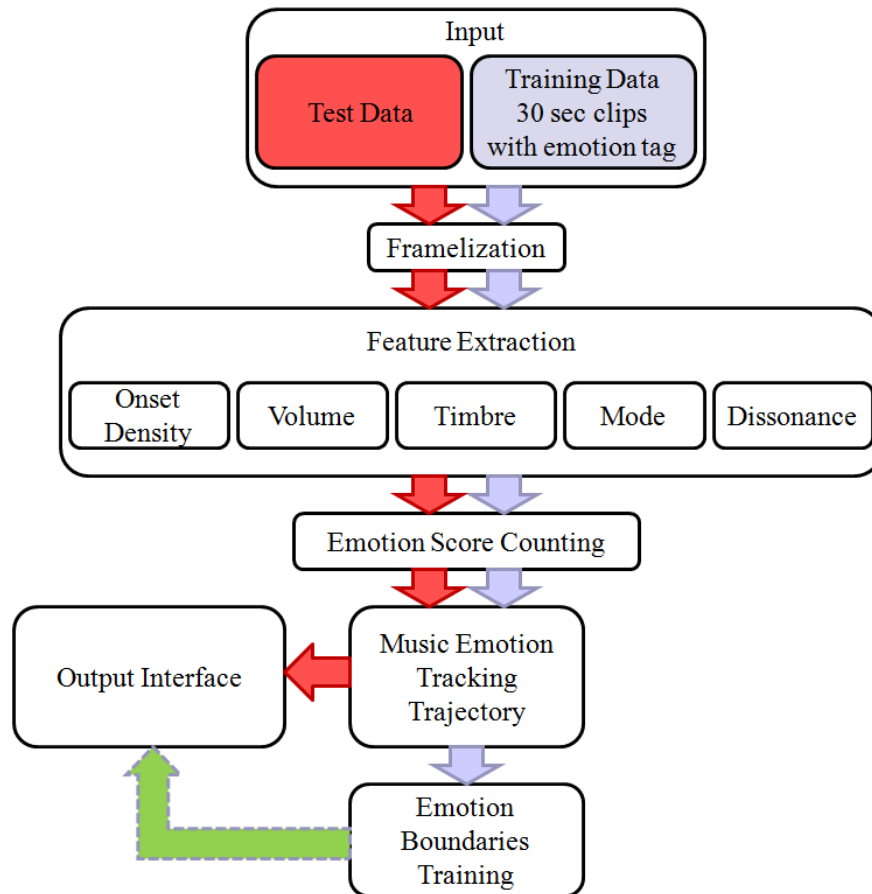 Input
Test Data
Training Data
30 sec clips
with emotion tag
Framelization
Feature Extraction
Onset
Density
Volume
Timbre
Mode
Dissonance
Emotion Score Counting
Output Interface
Music Emotion
Tracking
Trajectory
Emotion
Boundaries
Training